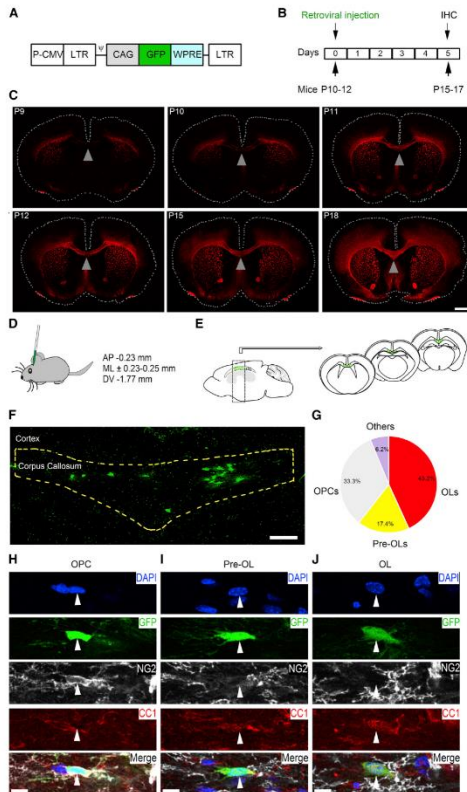 A
P-CMV LTR ψ CAG GFP WPRE LTR
B
Retroviral injection IHC
Days 0 1 2 3 4 5
Mice P10-12 P15-17
C
P9 P10 P11
P12 P15 P18
D
AP -0.23 mm
ML ± 0.23-0.25 mm
DV -1.77 mm
E
F
Cortex
Corpus Callosum
G
Others
6.2%
33.3%
OPCs
OLs
17.4%
Pre-OLs
H OPC
I Pre-OL
J OL
DAPI DAPI DAPI
GFP GFP GFP
NG2 NG2 NG2
CC1 CC1 CC1
Merge Merge Merge